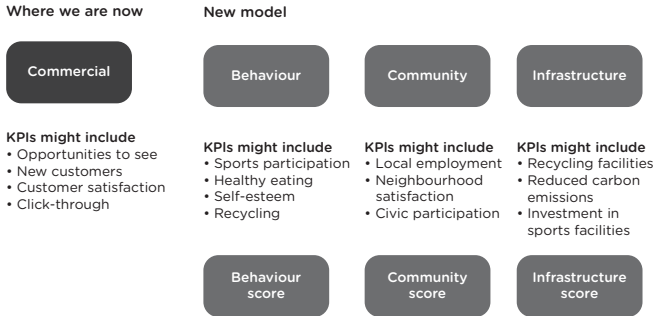 Where we are now
New model
Commercial
Behaviour
Community
Infrastructure
KPIs might include
• Opportunities to see
• New customers
• Customer satisfaction
• Click-through
KPIs might include
• Sports participation
• Healthy eating
• Self-esteem
• Recycling
KPIs might include
• Local employment
• Neighbourhood
satisfaction
• Civic participation
KPIs might include
• Recycling facilities
• Reduced carbon
emissions
• Investment in
sports facilities
Behaviour
score
Community
score
Infrastructure
score